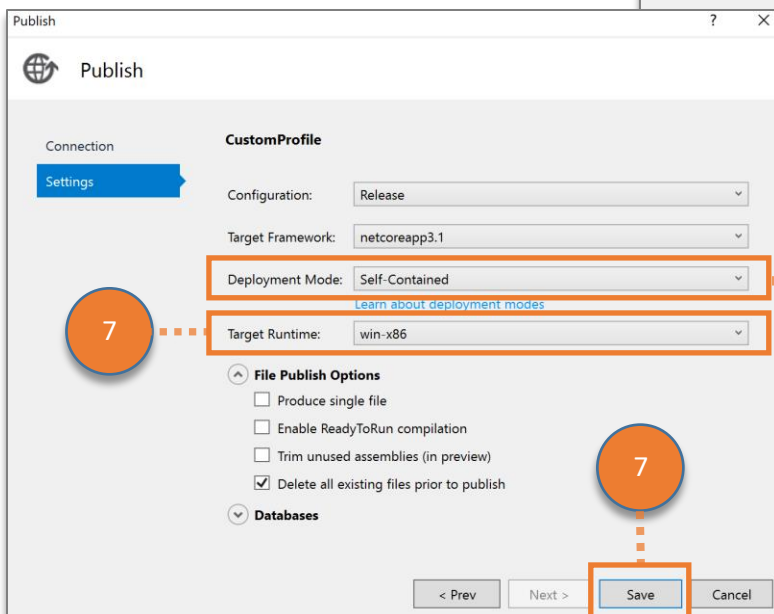 Publish ? ×
Publish
Connection
Settings
CustomProfile
Configuration: Release
Target Framework: netcoreapp3.1
Deployment Mode: Self-Contained
Learn about deployment modes
7
Target Runtime: win-x86
File Publish Options
Produce single file
Enable ReadyToRun compilation
Trim unused assemblies (in preview)
7
Delete all existing files prior to publish
Databases
< Prev Next > Save Cancel